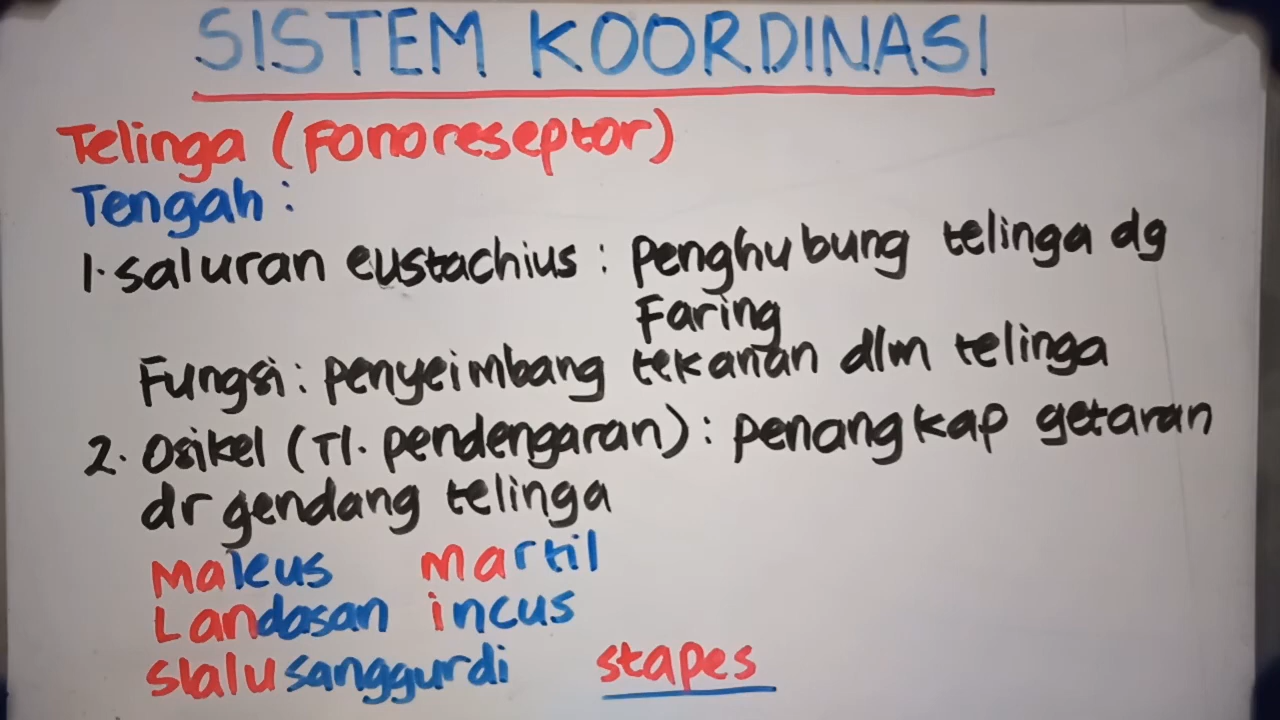 SISTEM KOORDINASI
Telinga (Fonoreseptor)
Tengah :
1. saluran eustachius : penghubung telinga dg
Faring
Fungsi : penyeimbang tekanan dlm telinga
2. Osikel (Tl. pendengaran) : penangkap getaran
dr gendang telinga
Maleus martil
Landasan incus
Slalu sanggurdi stapes